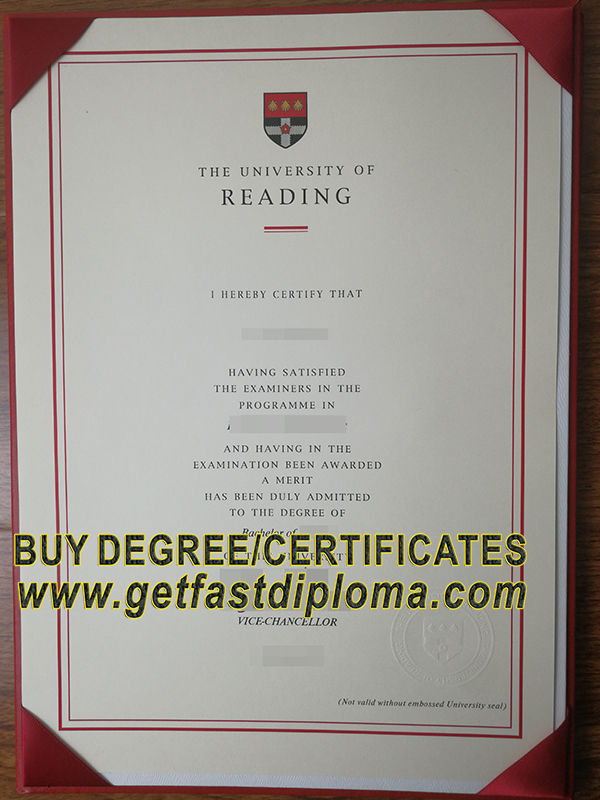 THE UNIVERSITY OF
READING
I HEREBY CERTIFY THAT
HAVING SATISFIED
THE EXAMINERS IN THE
PROGRAMME IN
AND HAVING IN THE
EXAMINATION BEEN AWARDED
A MERIT
HAS BEEN DULY ADMITTED
TO THE DEGREE OF
Bachelor of
BUY DEGREE/CERTIFICATES
www.getfastdiploma.com
VICE-CHANCELLOR
(Not valid without embossed University seal)